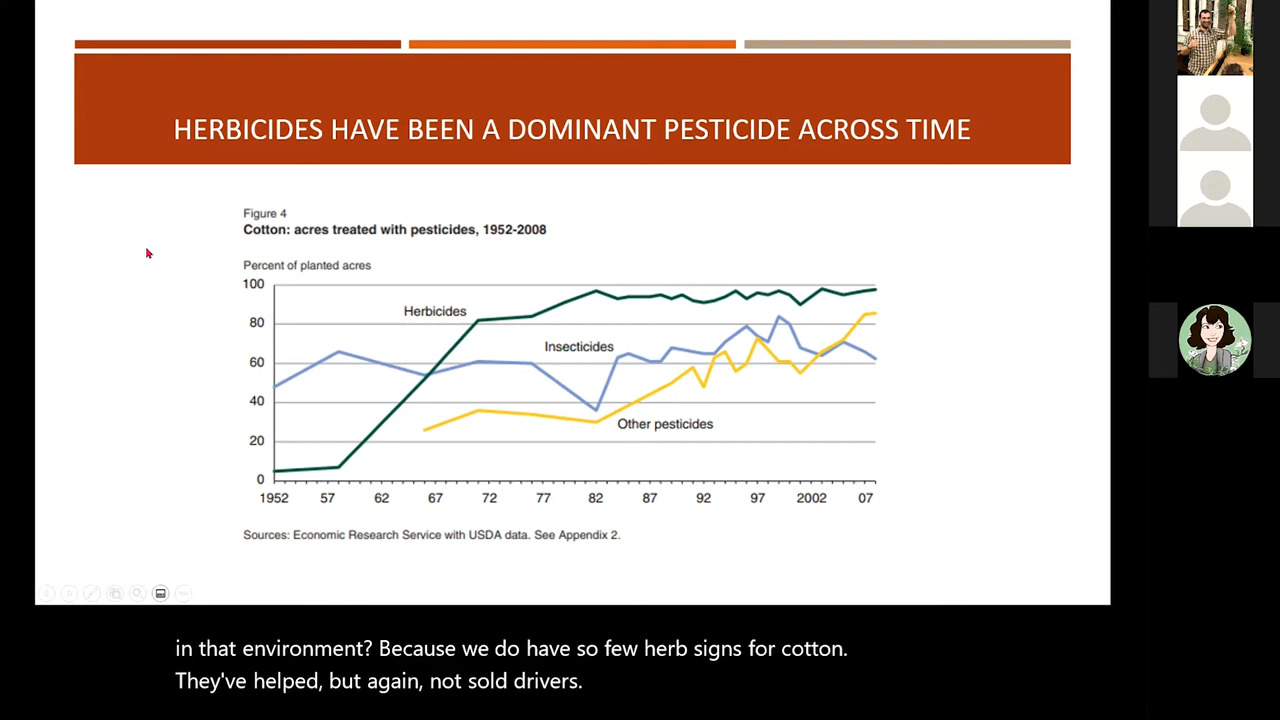 HERBICIDES HAVE BEEN A DOMINANT PESTICIDE ACROSS TIME
Figure 4
Cotton: acres treated with pesticides, 1952-2008
Percent of planted acres
100
80
60
40
20
0
Herbicides
Insecticides
Other pesticides
1952 57 62 67 72 77 82 87 92 97 2002 07
Sources: Economic Research Service with USDA data. See Appendix 2.
in that environment? Because we do have so few herb signs for cotton.
They've helped, but again, not sold drivers.